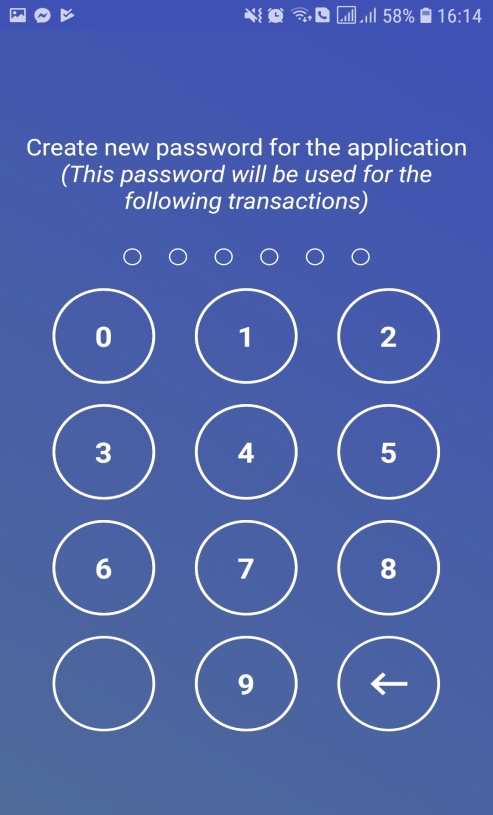 58% 16:14
Create new password for the application
(This password will be used for the
following transactions)
0 1 2
3 4 5
6 7 8
9